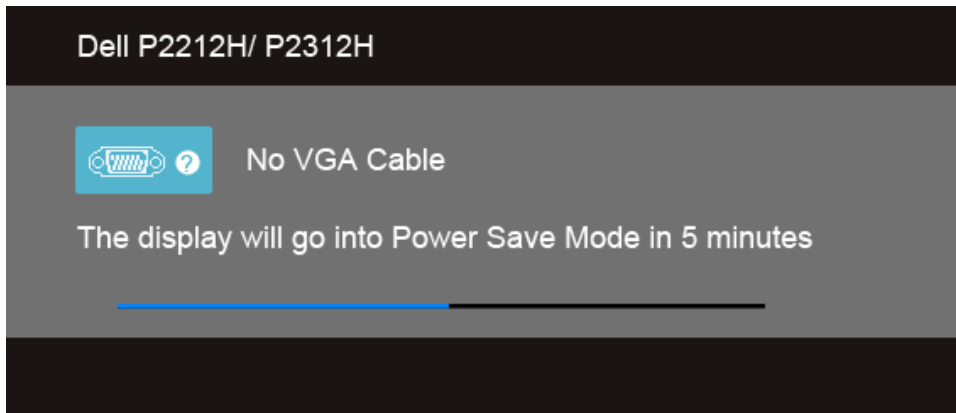 Dell P2212H/ P2312H
? No VGA Cable
The display will go into Power Save Mode in 5 minutes